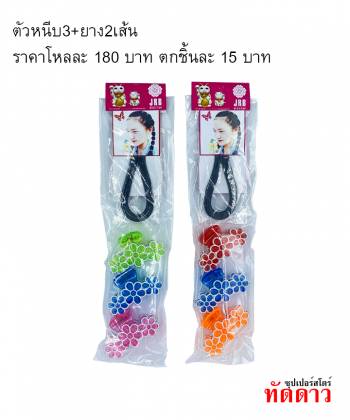 ตัวหนีบ3+ยาง2เส้น
ราคาโหลละ 180 บาท ตกชิ้นละ 15 บาท
JRB
JRB
ซุปเปอร์สโตร์
ทัดดาว